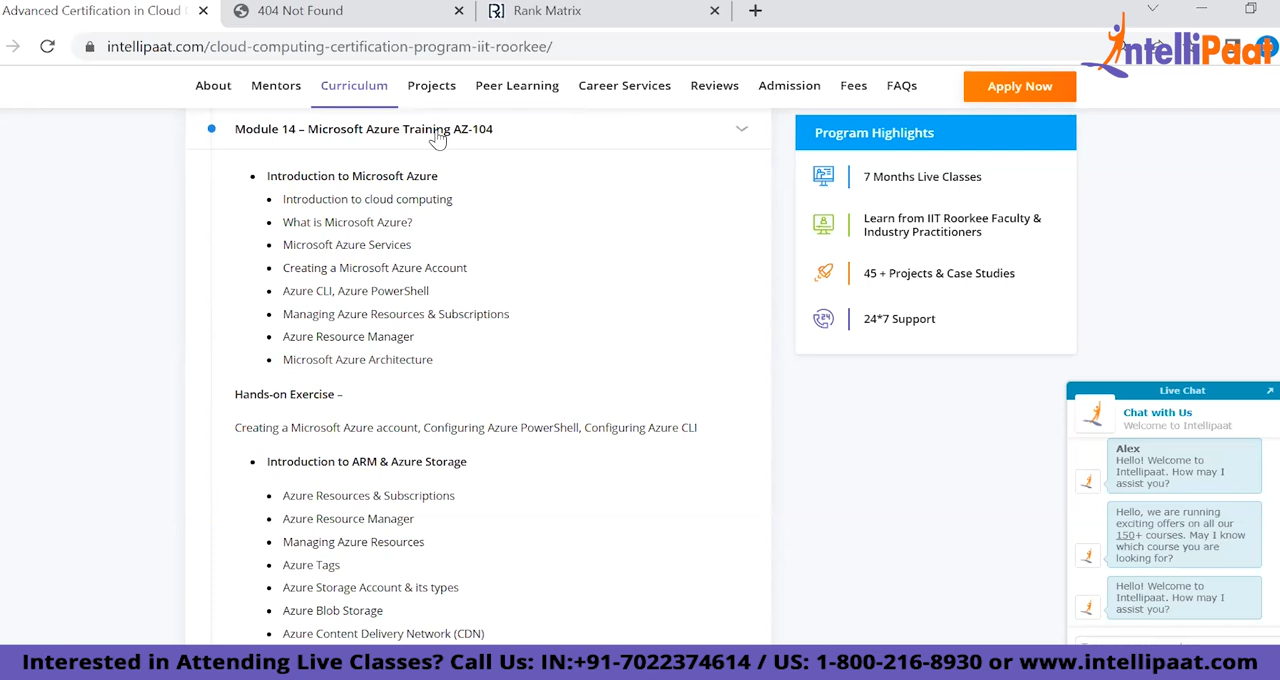 Advanced Certification in Cloud
404 Not Found
Rank Matrix
intellipaat.com/cloud-computing-certification-program-iit-roorkee/
IntelliPaat
About
Mentors
Curriculum
Projects
Peer Learning
Career Services
Reviews
Admission
Fees
FAQs
Apply Now
Module 14 – Microsoft Azure Training AZ-104
Introduction to Microsoft Azure
Introduction to cloud computing
What is Microsoft Azure?
Microsoft Azure Services
Creating a Microsoft Azure Account
Azure CLI, Azure PowerShell
Managing Azure Resources & Subscriptions
Azure Resource Manager
Microsoft Azure Architecture
Hands-on Exercise –
Creating a Microsoft Azure account, Configuring Azure PowerShell, Configuring Azure CLI
Introduction to ARM & Azure Storage
Azure Resources & Subscriptions
Azure Resource Manager
Managing Azure Resources
Azure Tags
Azure Storage Account & its types
Azure Blob Storage
Azure Content Delivery Network (CDN)
Program Highlights
7 Months Live Classes
Learn from IIT Roorkee Faculty &
Industry Practitioners
45 + Projects & Case Studies
24*7 Support
Live Chat
Chat with Us
Welcome to Intellipaat
Alex
Hello! Welcome to
Intellipaat. How may I
assist you?
Hello, we are running
exciting offers on all our
150+ courses. May I know
which course you are
looking for?
Hello! Welcome to
Intellipaat. How may I
assist you?
Interested in Attending Live Classes? Call Us: IN:+91-7022374614 / US: 1-800-216-8930 or www.intellipaat.com